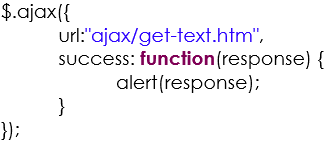 $.ajax({
url:"ajax/get-text.htm",
success: function(response) {
alert(response);
}
});